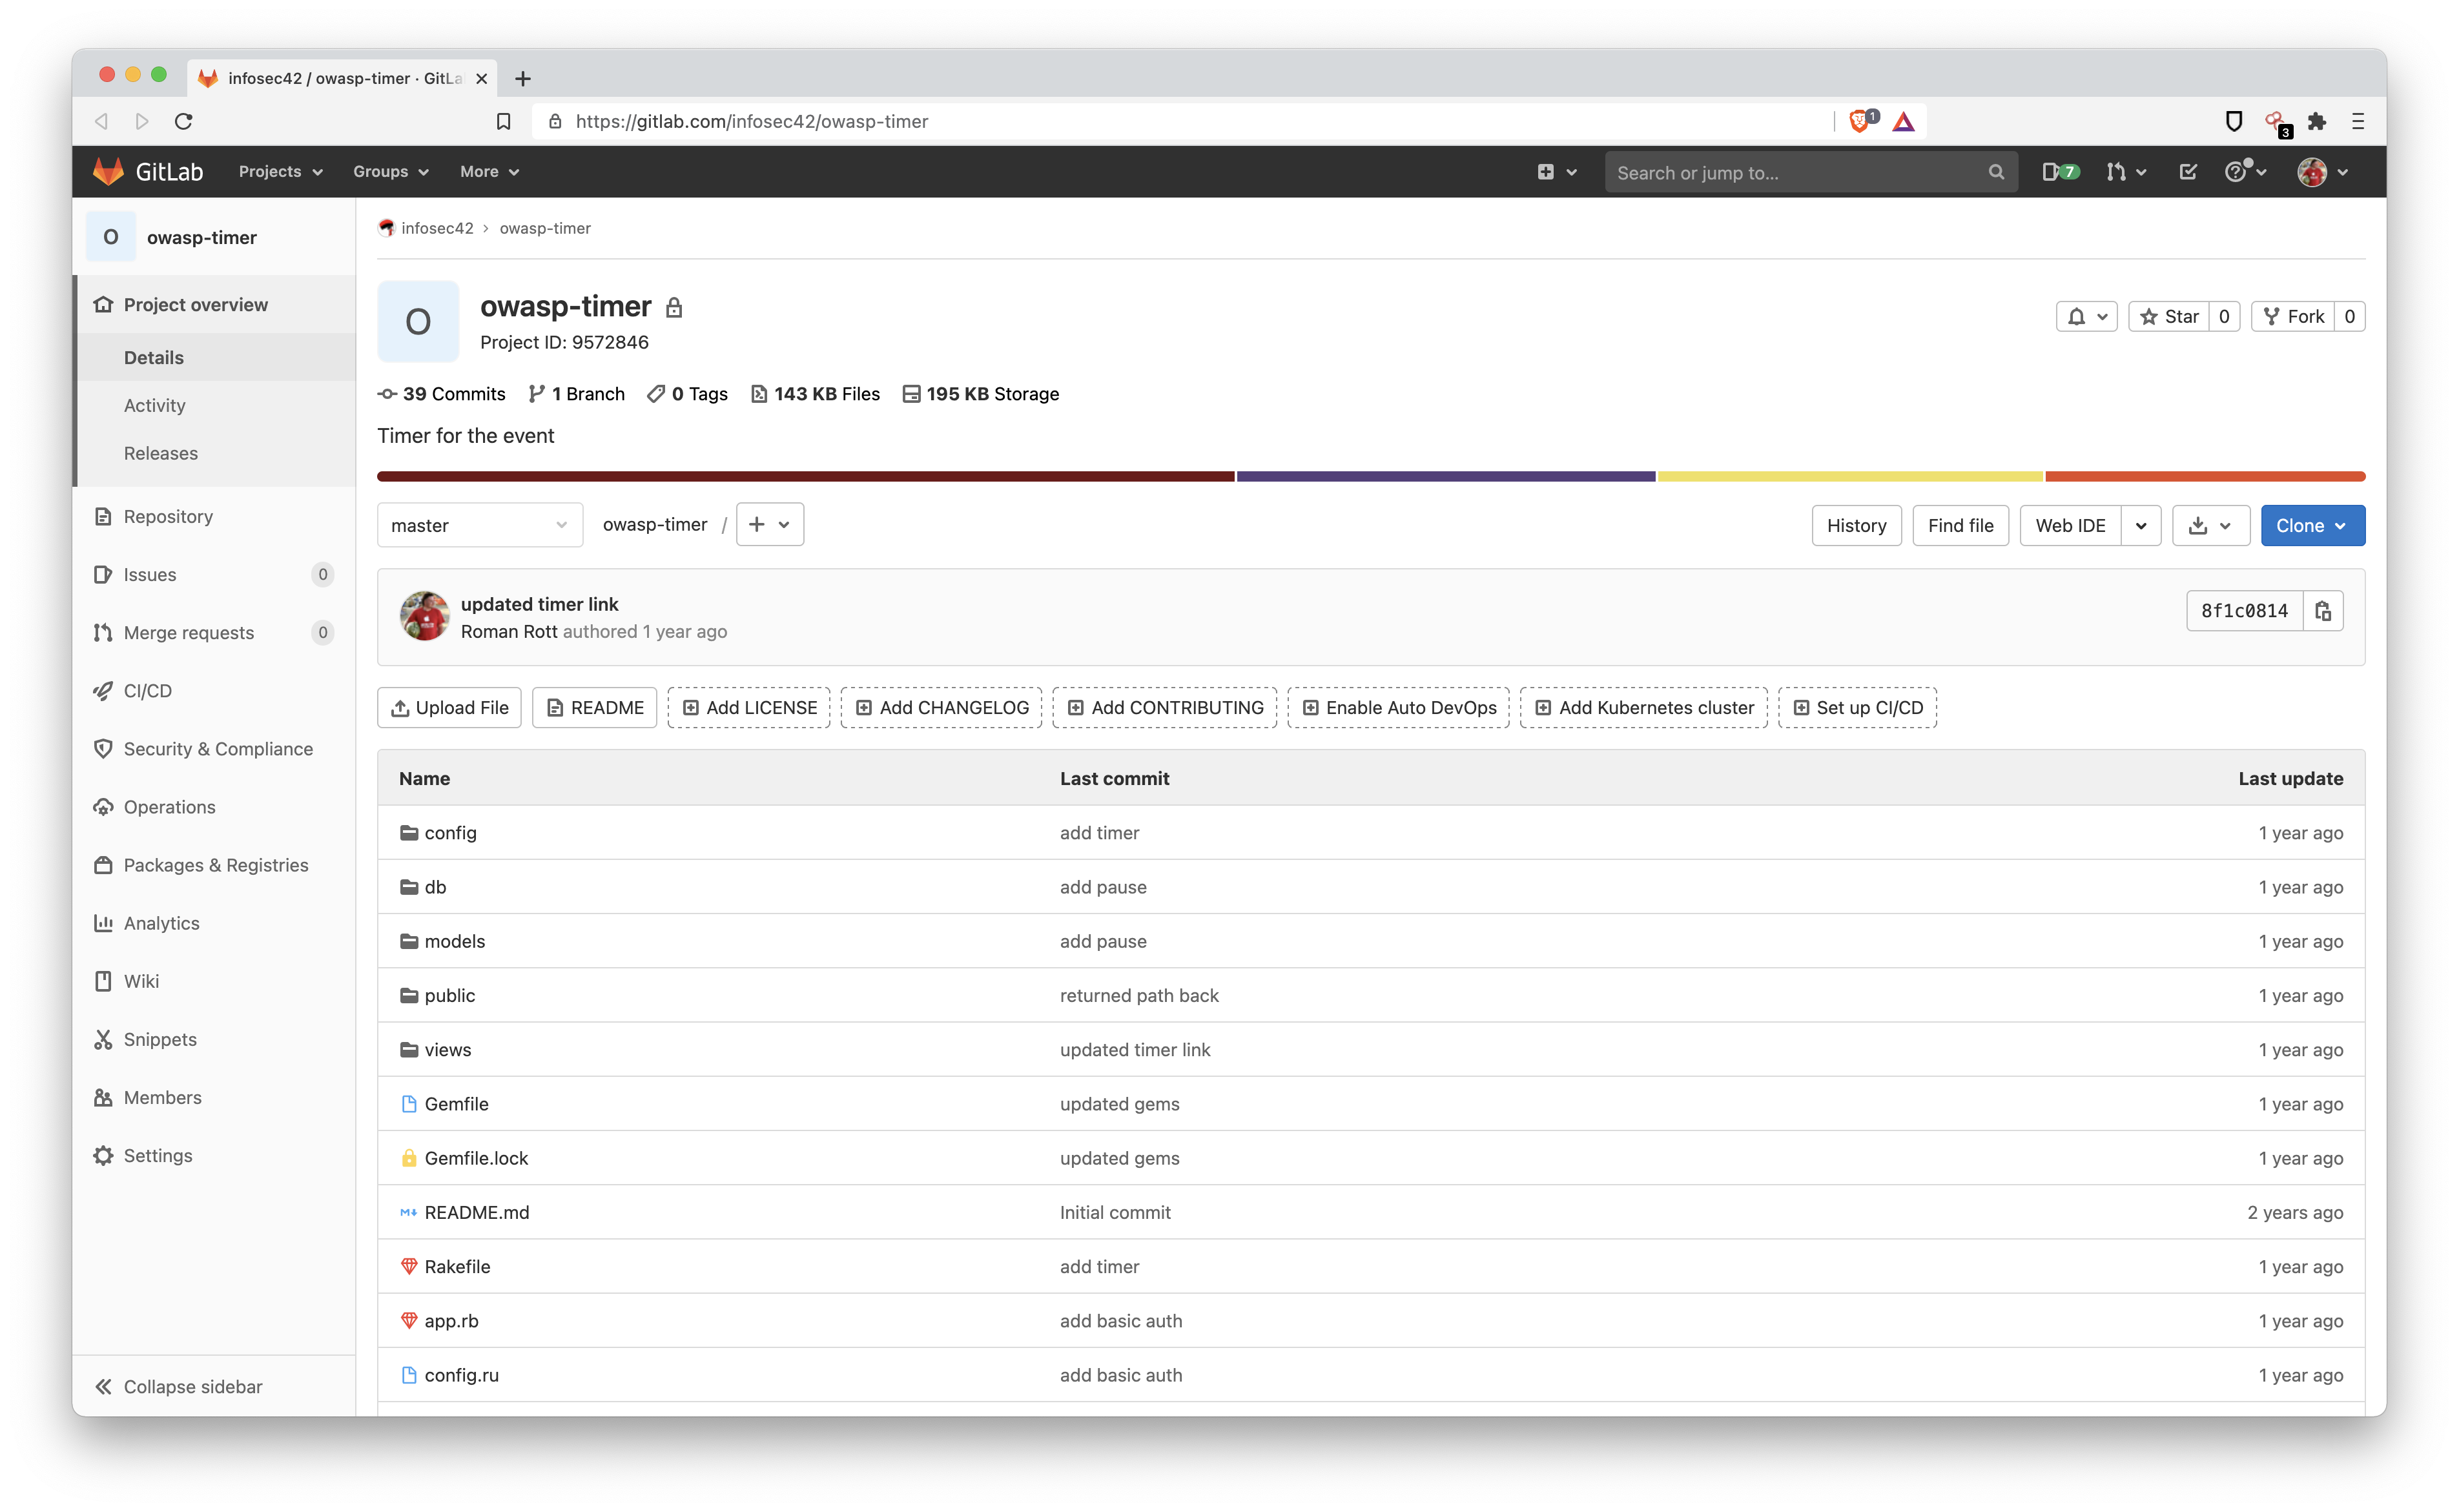 infosec42 / owasp-timer · GitLa
https://gitlab.com/infosec42/owasp-timer
1
3
GitLab
Projects
Groups
More
Search or jump to...
7
O
owasp-timer
Project overview
Details
Activity
Releases
Repository
Issues
0
Merge requests
0
CI/CD
Security & Compliance
Operations
Packages & Registries
Analytics
Wiki
Snippets
Members
Settings
Collapse sidebar
infosec42 › owasp-timer
O
owasp-timer
Project ID: 9572846
Star 0
Fork 0
39 Commits 1 Branch 0 Tags 143 KB Files 195 KB Storage
Timer for the event
master
owasp-timer /
History
Find file
Web IDE
Clone
updated timer link
Roman Rott authored 1 year ago
8f1c0814
Upload File
README
Add LICENSE
Add CHANGELOG
Add CONTRIBUTING
Enable Auto DevOps
Add Kubernetes cluster
Set up CI/CD
Name Last commit Last update
config add timer 1 year ago
db add pause 1 year ago
models add pause 1 year ago
public returned path back 1 year ago
views updated timer link 1 year ago
Gemfile updated gems 1 year ago
Gemfile.lock updated gems 1 year ago
README.md Initial commit 2 years ago
Rakefile add timer 1 year ago
app.rb add basic auth 1 year ago
config.ru add basic auth 1 year ago